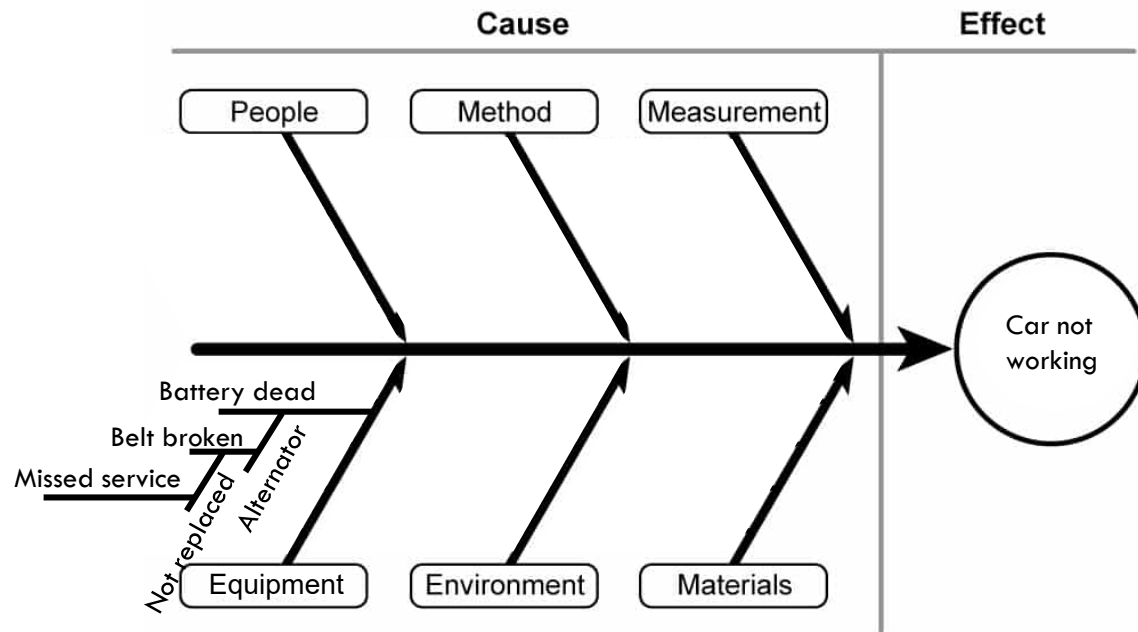 Cause
Effect
People
Method
Measurement
Car not
working
Battery dead
Belt broken
Alternator
Missed service
Not replaced
Equipment
Environment
Materials